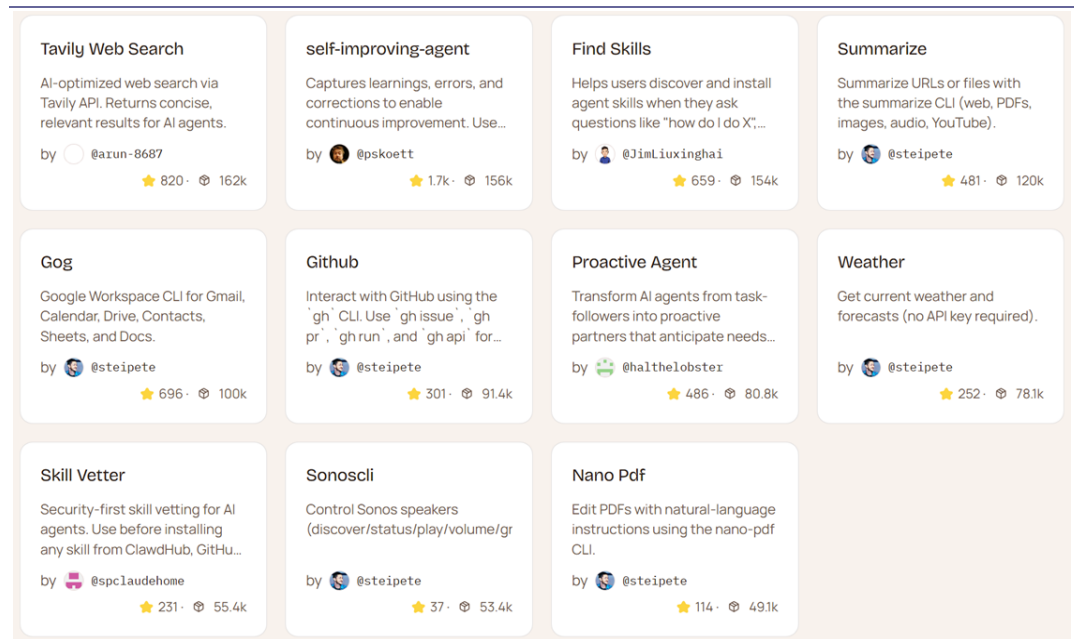 Tavily Web Search
AI-optimized web search via
Tavily API. Returns concise,
relevant results for AI agents.
by @arun-8687
820 · 162k
self-improving-agent
Captures learnings, errors, and
corrections to enable
continuous improvement. Use...
by @pskoett
1.7k · 156k
Find Skills
Helps users discover and install
agent skills when they ask
questions like "how do I do X",...
by @JimLiuxinghai
659 · 154k
Summarize
Summarize URLs or files with
the summarize CLI (web, PDFs,
images, audio, YouTube).
by @steipete
481 · 120k
Gog
Google Workspace CLI for Gmail,
Calendar, Drive, Contacts,
Sheets, and Docs.
by @steipete
696 · 100k
Github
Interact with GitHub using the
`gh` CLI. Use `gh issue`, `gh
pr`, `gh run`, and `gh api` for...
by @steipete
301 · 91.4k
Proactive Agent
Transform AI agents from task-
followers into proactive
partners that anticipate needs...
by @halthelobster
486 · 80.8k
Weather
Get current weather and
forecasts (no API key required).
by @steipete
252 · 78.1k
Skill Vetter
Security-first skill vetting for AI
agents. Use before installing
any skill from ClawdHub, GitHu...
by @spclaudehome
231 · 55.4k
Sonoscli
Control Sonos speakers
(discover/status/play/volume/gr
by @steipete
37 · 53.4k
Nano Pdf
Edit PDFs with natural-language
instructions using the nano-pdf
CLI.
by @steipete
114 · 49.1k